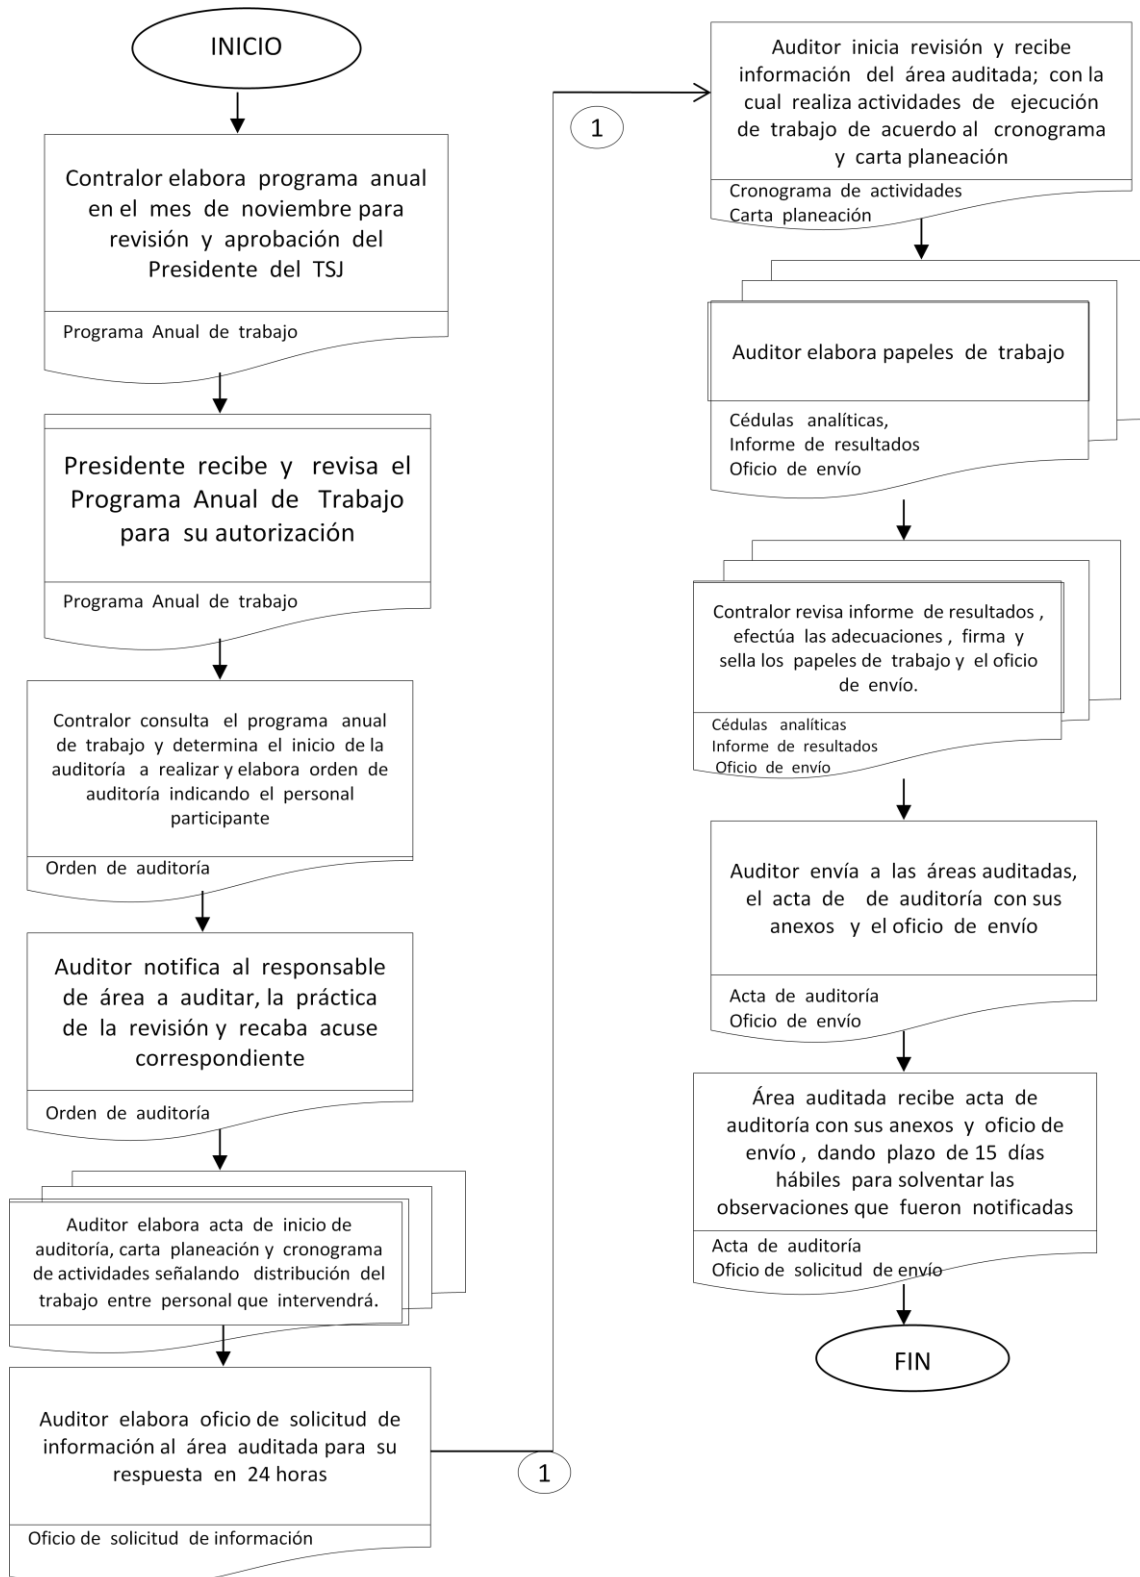 INICIO
Contralor elabora programa anual
en el mes de noviembre para
revisión y aprobación del
Presidente del TSJ
Programa Anual de trabajo
Presidente recibe y revisa el
Programa Anual de Trabajo
para su autorización
Programa Anual de trabajo
Contralor consulta el programa anual
de trabajo y determina el inicio de la
auditoría a realizar y elabora orden de
auditoría indicando el personal
participante
Orden de auditoría
Auditor notifica al responsable
de área a auditar, la práctica
de la revisión y recaba acuse
correspondiente
Orden de auditoría
Auditor elabora acta de inicio de
auditoría, carta planeación y cronograma
de actividades señalando distribución del
trabajo entre personal que intervendrá.
Auditor elabora oficio de solicitud de
información al área auditada para su
respuesta en 24 horas
Oficio de solicitud de información
1
1
Auditor inicia revisión y recibe
información del área auditada; con la
cual realiza actividades de ejecución
de trabajo de acuerdo al cronograma
y carta planeación
Cronograma de actividades
Carta planeación
Auditor elabora papeles de trabajo
Cédulas analíticas,
Informe de resultados
Oficio de envío
Contralor revisa informe de resultados ,
efectúa las adecuaciones , firma y
sella los papeles de trabajo y el oficio
de envío.
Cédulas analíticas
Informe de resultados
Oficio de envío
Auditor envía a las áreas auditadas,
el acta de de auditoría con sus
anexos y el oficio de envío
Acta de auditoría
Oficio de envío
Área auditada recibe acta de
auditoría con sus anexos y oficio de
envío , dando plazo de 15 días
hábiles para solventar las
observaciones que fueron notificadas
Acta de auditoría
Oficio de solicitud de envío
FIN